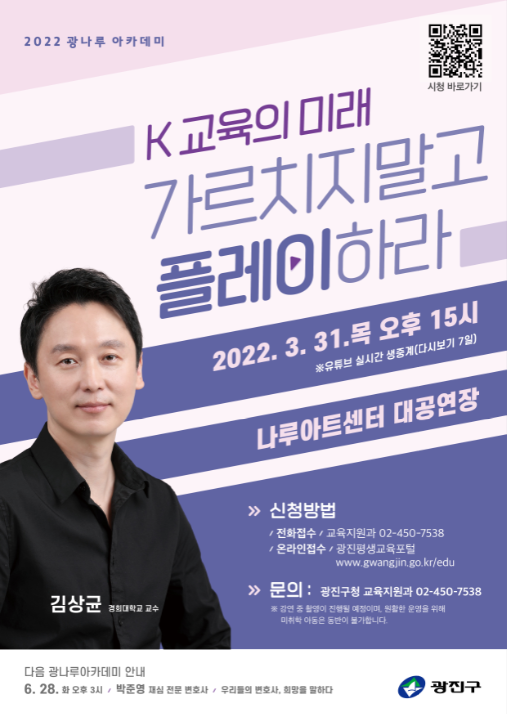 2022 광나루 아카데미
시청 바로가기
K 교육의 미래
가르치지말고
플레이하라
2022. 3. 31.목 오후 15시
※유튜브 실시간 생중계(다시보기 7일)
나루아트센터 대공연장
» 신청방법
/ 전화접수 / 교육지원과 02-450-7538
/ 온라인접수 / 광진평생교육포털
www.gwangjin.go.kr/edu
» 문의 : 광진구청 교육지원과 02-450-7538
※ 강연 중 촬영이 진행될 예정이며, 원활한 운영을 위해
미취학 아동은 동반이 불가합니다.
김상균 경희대학교 교수
다음 광나루아카데미 안내
6. 28. 화 오후 3시 / 박준영 재심 전문 변호사 / 우리들의 변호사, 희망을 말하다
광진구